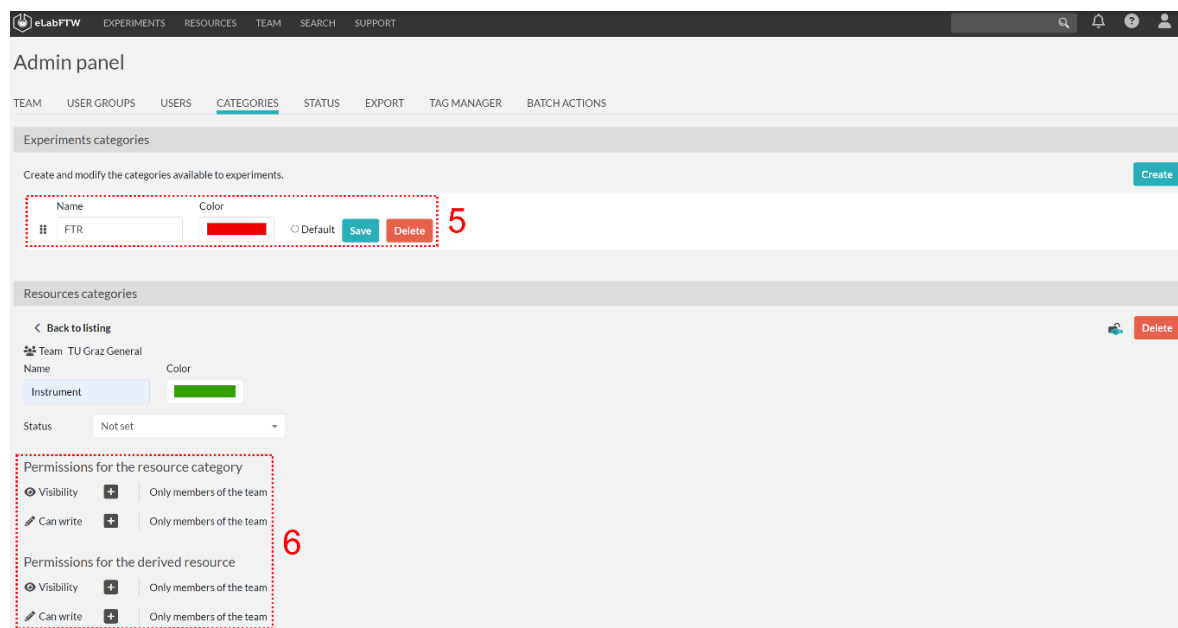 eLabFTW EXPERIMENTS RESOURCES TEAM SEARCH SUPPORT
Admin panel
TEAM USER GROUPS USERS CATEGORIES STATUS EXPORT TAG MANAGER BATCH ACTIONS
Experiments categories
Create and modify the categories available to experiments.
Create
Name Color
FTR Default Save Delete
5
Resources categories
Back to listing
Delete
Team TU Graz General
Name Color
Instrument
Status Not set
Permissions for the resource category
Visibility Only members of the team
Can write Only members of the team
6
Permissions for the derived resource
Visibility Only members of the team
Can write Only members of the team